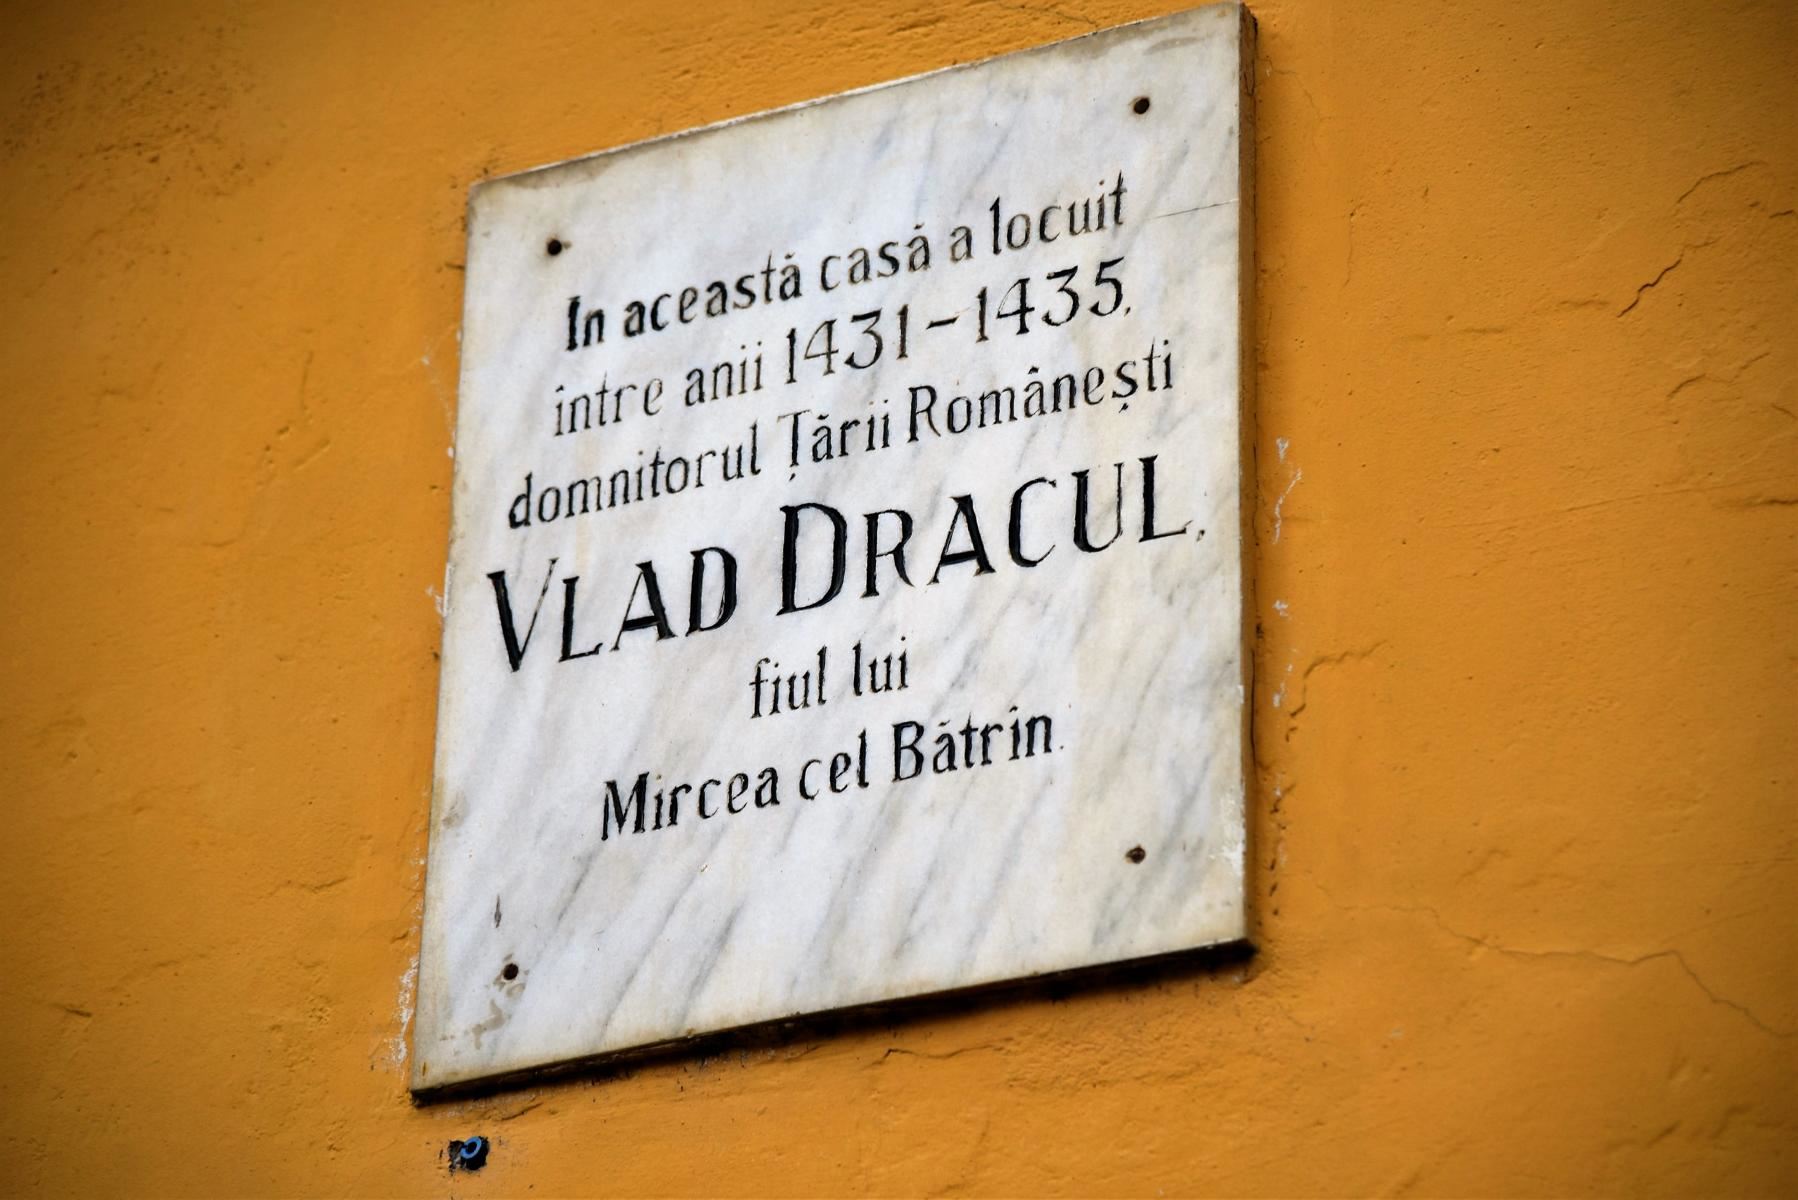 In această casă a locuit
între anii 1431-1435,
domnitorul Țării Românești
VLAD DRACUL,
fiul lui
Mircea cel Bătrîn.